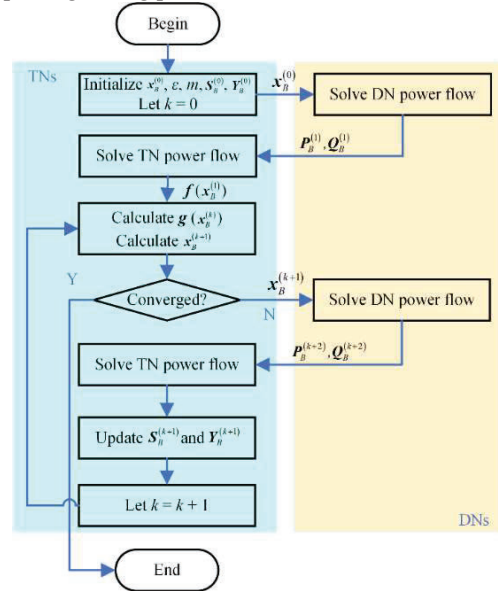 Begin
TNs
Initialize x_B^(0), ε, m, S_B^(0), Y_B^(0)
Let k = 0
x_B^(0)
Solve DN power flow
P_B^(1), Q_B^(1)
Solve TN power flow
f(x_B^(1))
Calculate g(x_B^(k))
Calculate x_B^(k+1)
Y
Converged?
N
x_B^(k+1)
Solve DN power flow
P_B^(k+2), Q_B^(k+2)
Solve TN power flow
Update S_B^(k+1) and Y_B^(k+1)
Let k = k + 1
DNs
End